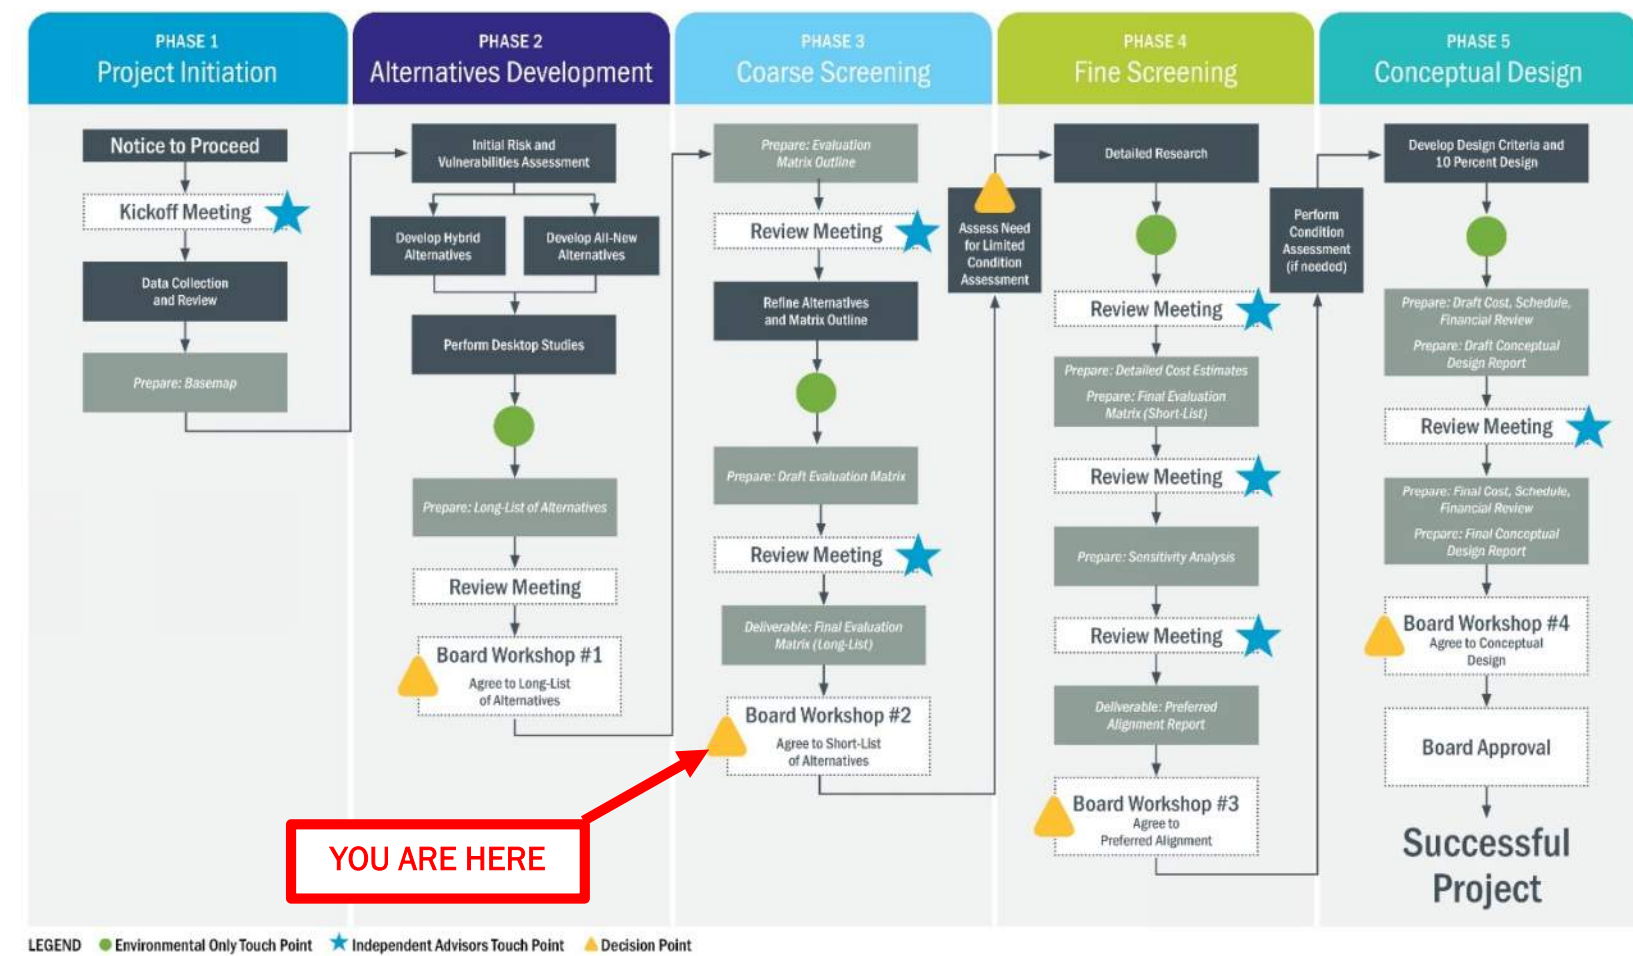 PHASE 1
Project Initiation
Notice to Proceed
Kickoff Meeting
Data Collection
and Review
Prepare: Basemap
PHASE 2
Alternatives Development
Initial Risk and
Vulnerabilities Assessment
Develop Hybrid
Alternatives
Develop All-New
Alternatives
Perform Desktop Studies
Prepare: Long-List of Alternatives
Review Meeting
Board Workshop #1
Agree to Long-List
of Alternatives
PHASE 3
Coarse Screening
Prepare: Evaluation
Matrix Outline
Review Meeting
Refine Alternatives
and Matrix Outline
Prepare: Draft Evaluation Matrix
Review Meeting
Deliverable: Final Evaluation
Matrix (Long-List)
Board Workshop #2
Agree to Short-List
of Alternatives
YOU ARE HERE
Assess Need
for Limited
Condition
Assessment
PHASE 4
Fine Screening
Detailed Research
Review Meeting
Prepare: Detailed Cost Estimates
Prepare: Final Evaluation
Matrix (Short-List)
Review Meeting
Prepare: Sensitivity Analysis
Review Meeting
Deliverable: Preferred
Alignment Report
Board Workshop #3
Agree to
Preferred Alignment
Perform
Condition
Assessment
(if needed)
PHASE 5
Conceptual Design
Develop Design Criteria and
10 Percent Design
Prepare: Draft Cost, Schedule,
Financial Review
Prepare: Draft Conceptual
Design Report
Review Meeting
Prepare: Final Cost, Schedule,
Financial Review
Prepare: Final Conceptual
Design Report
Board Workshop #4
Agree to Conceptual
Design
Board Approval
Successful
Project
LEGEND Environmental Only Touch Point Independent Advisors Touch Point Decision Point